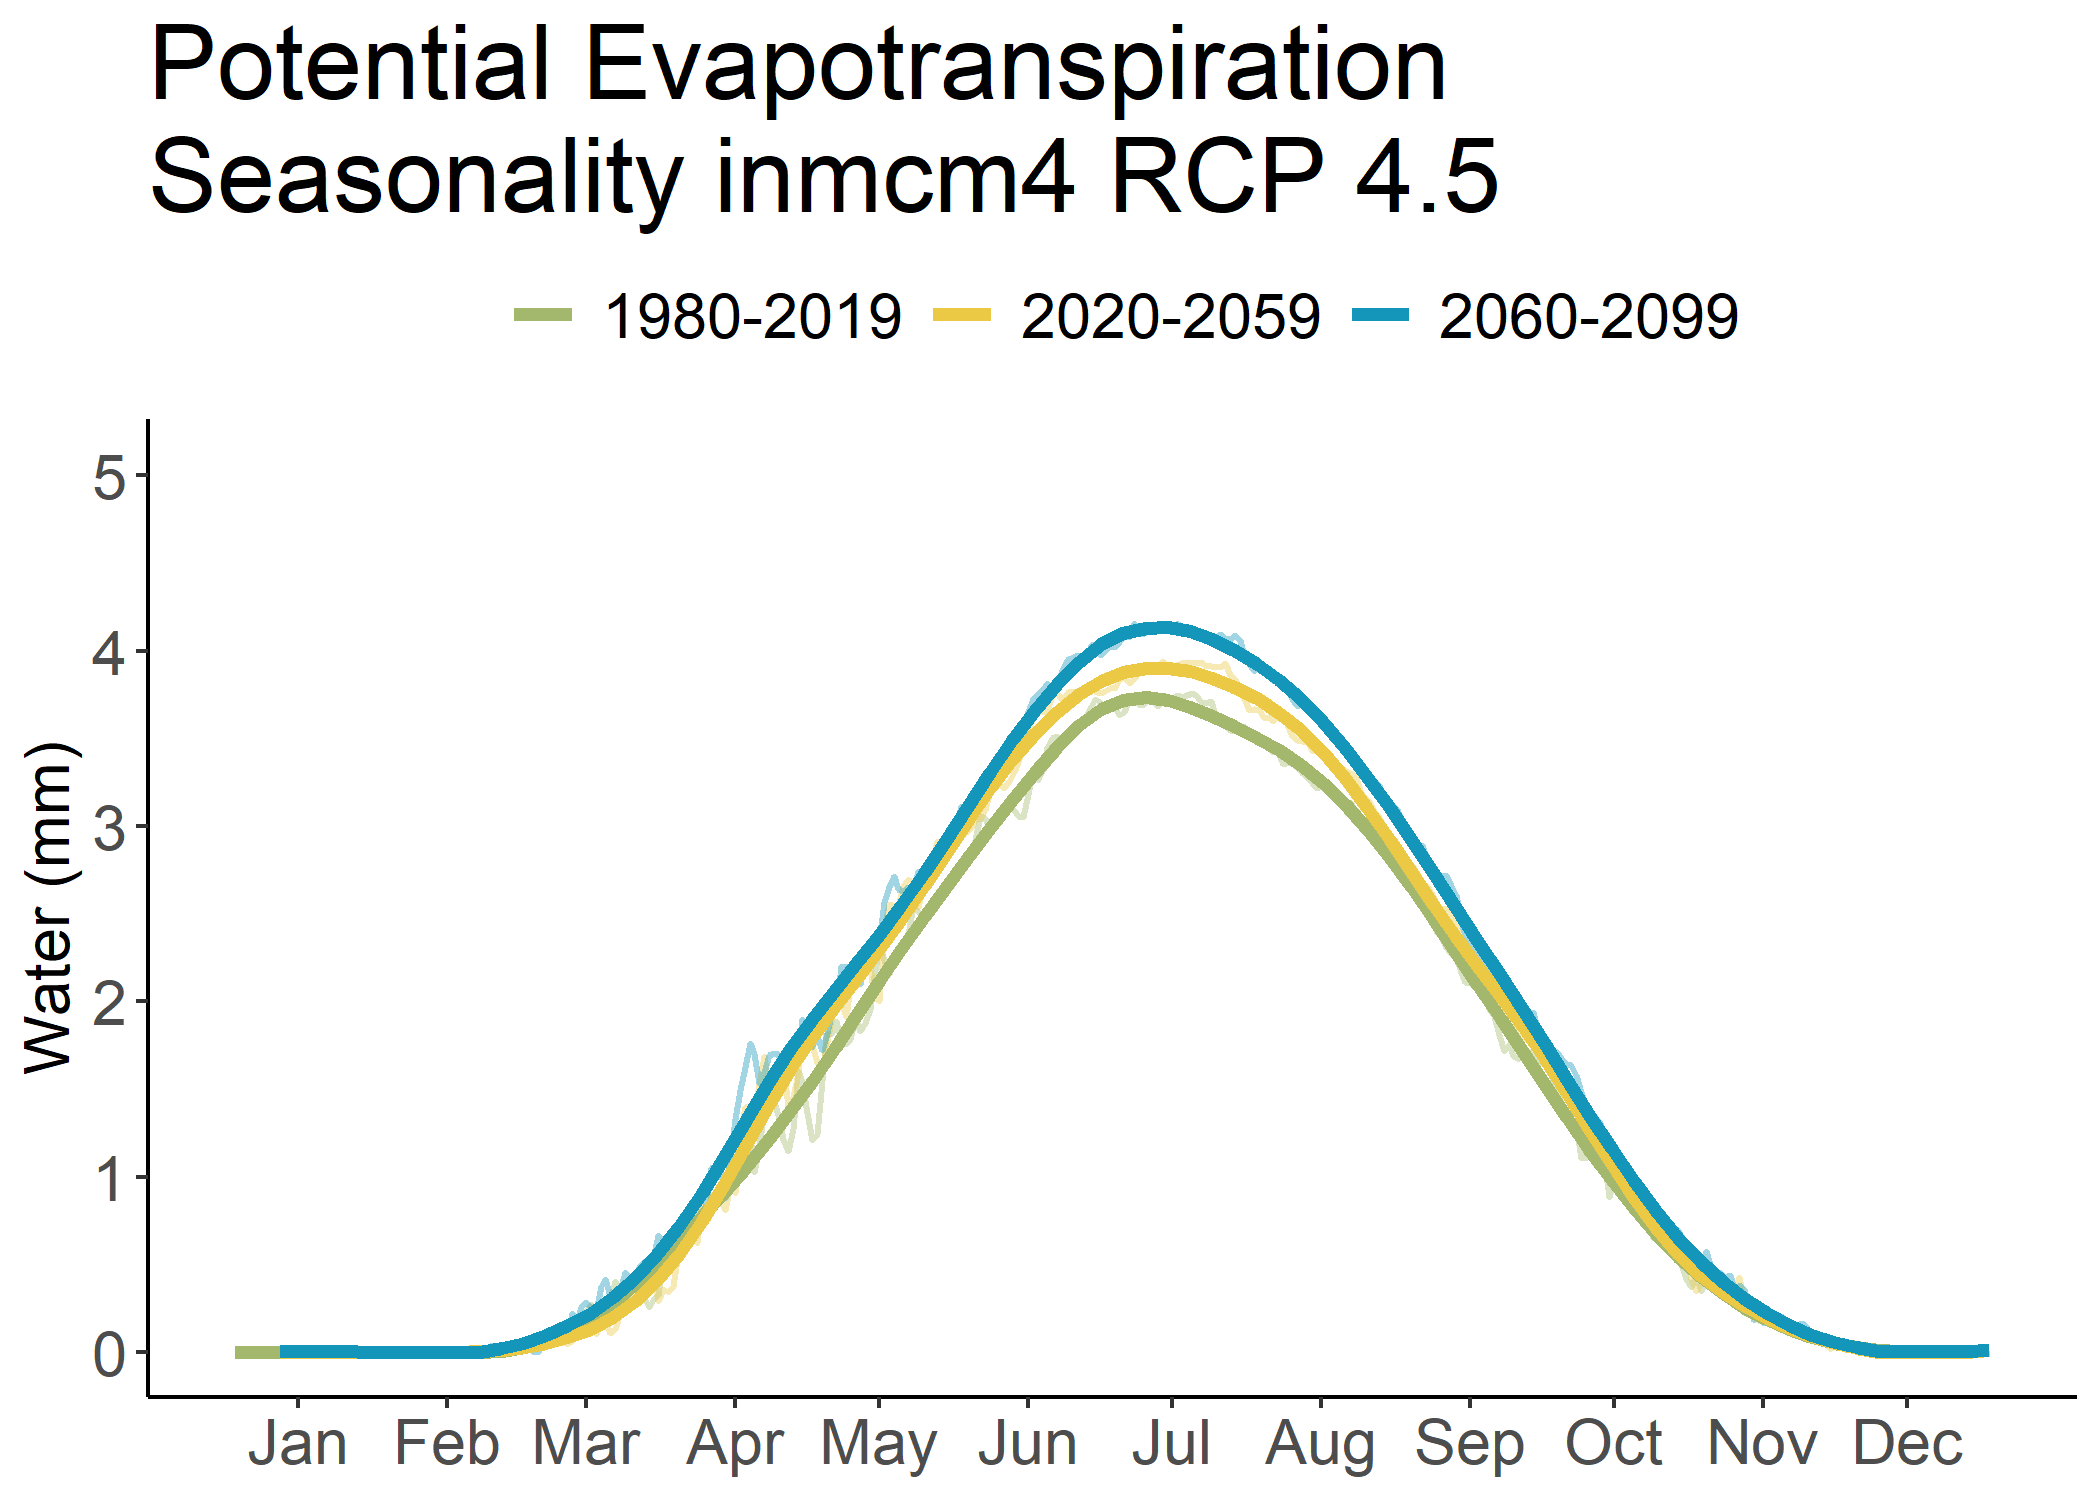 Potential Evapotranspiration
Seasonality inmcm4 RCP 4.5
1980-2019 2020-2059 2060-2099
5
4
3
2
1
0
Water (mm)
Jan Feb Mar Apr May Jun Jul Aug Sep Oct Nov Dec